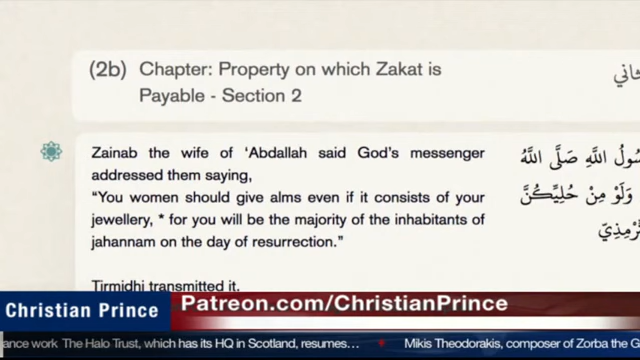 (2b) Chapter: Property on which Zakat is
Payable - Section 2
Zainab the wife of ‘Abdallah said God’s messenger
addressed them saying,
“You women should give alms even if it consists of your
jewellery, * for you will be the majority of the inhabitants of
jahannam on the day of resurrection.”
Tirmidhi transmitted it.
صَلَّى اللَّهُ
وَلَوْ مِنْ حُلِيِّكُنَّ
Christian Prince
Patreon.com/ChristianPrince
work The Halo Trust, which has its HQ in Scotland, resumes…
Mikis Theodorakis, composer of Zorba the